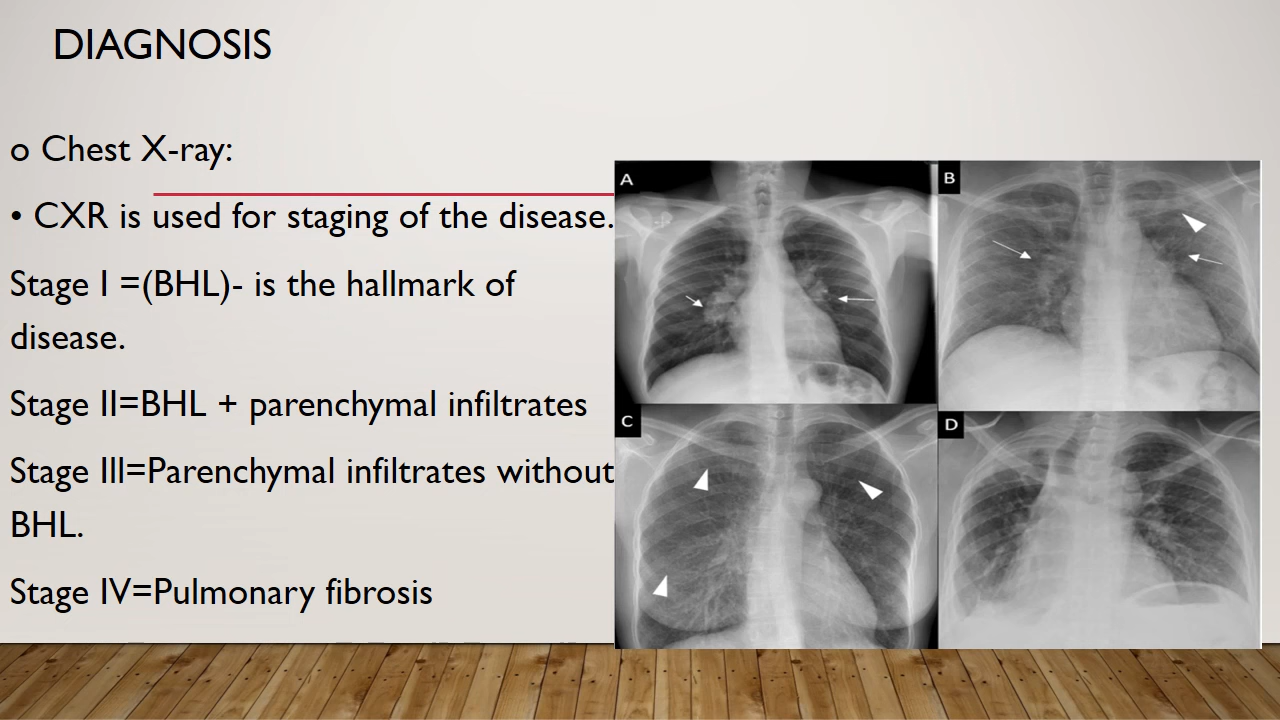 DIAGNOSIS
o Chest X-ray:
• CXR is used for staging of the disease.
Stage I =(BHL)- is the hallmark of
disease.
Stage II=BHL + parenchymal infiltrates
Stage III=Parenchymal infiltrates without
BHL.
Stage IV=Pulmonary fibrosis
A
B
C
D